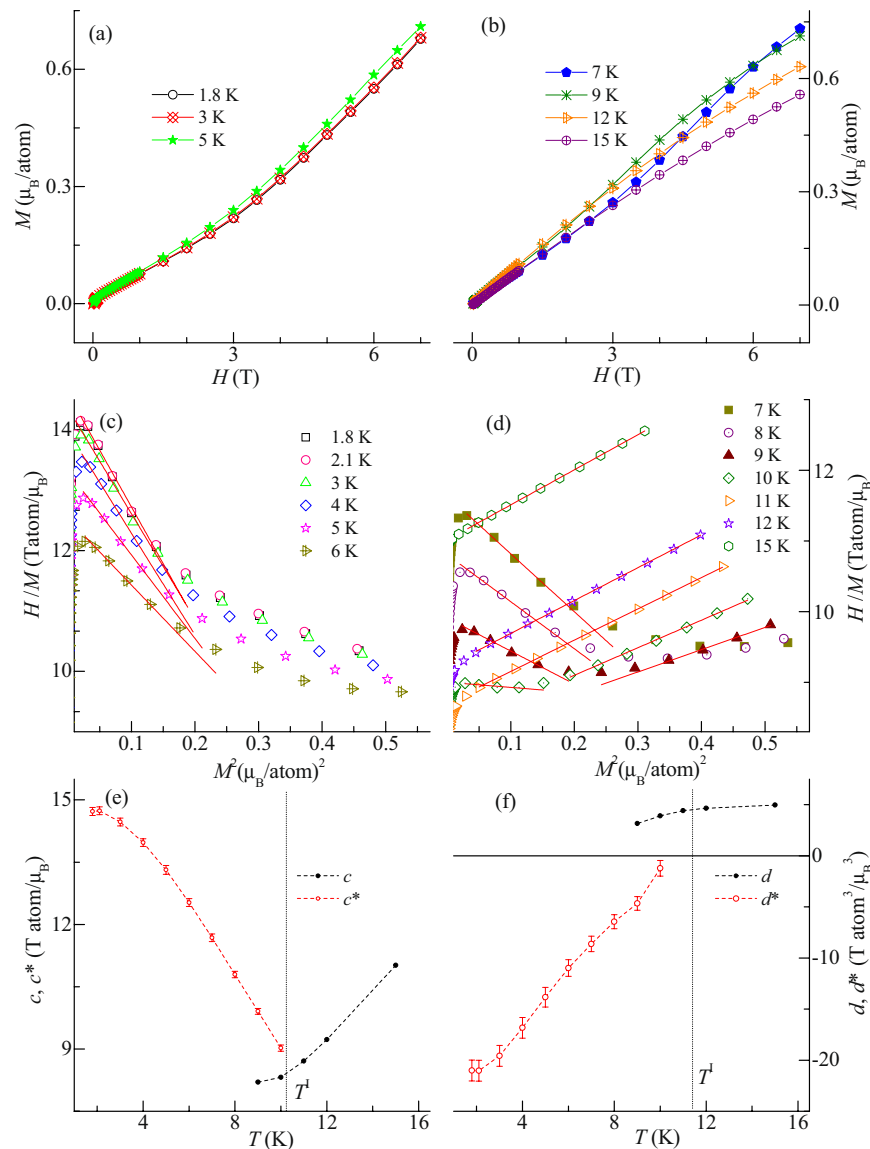 (a)
1.8 K
3 K
5 K
M (μB/atom)
0.6
0.3
0.0
0 3 6
H (T)
(b)
7 K
9 K
12 K
15 K
0.6
0.3
0.0
M (μB/atom)
0 3 6
H (T)
(c)
1.8 K
2.1 K
3 K
4 K
5 K
6 K
H/M (Tatom/μB)
14
12
10
0.1 0.2 0.3 0.4 0.5
M² (μB/atom)²
(d)
7 K
8 K
9 K
10 K
11 K
12 K
15 K
12
10
H/M (Tatom/μB)
0.1 0.2 0.3 0.4 0.5
M² (μB/atom)²
(e)
c
c*
c, c* (T atom/μB)
15
12
9
T^I
4 8 12 16
T (K)
(f)
d
d*
0
-10
-20
d, d* (T atom³/μB³)
T^I
4 8 12 16
T (K)